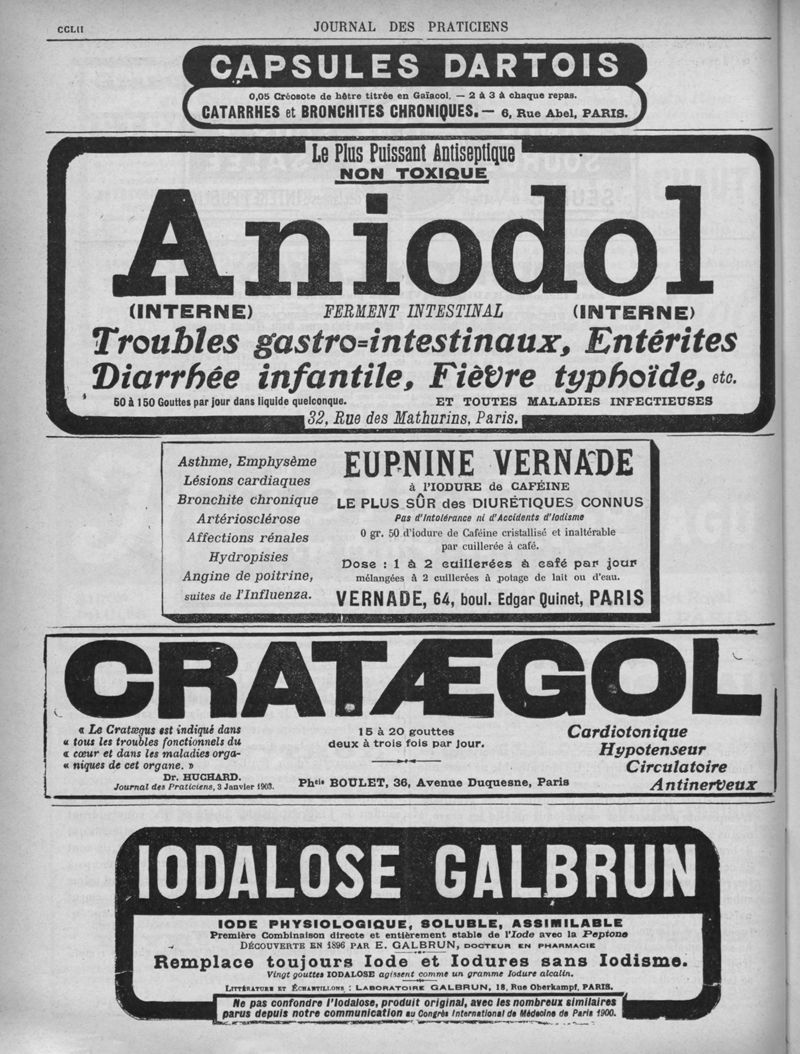 CCLII
JOURNAL DES PRATICIENS
CAPSULES DARTOIS
0,05 Créosote de hêtre titrée en Gaïacol. — 2 à 3 à chaque repas.
CATARRHES et BRONCHITES CHRONIQUES. — 6, Rue Abel, PARIS.
Le Plus Puissant Antiseptique
NON TOXIQUE
Aniodol
(INTERNE) FERMENT INTESTINAL (INTERNE)
Troubles gastro-intestinaux, Entérites
Diarrhée infantile, Fièvre typhoïde, etc.
50 à 150 Gouttes par jour dans liquide quelconque. ET TOUTES MALADIES INFECTIEUSES
32, Rue des Mathurins, Paris.
Asthme, Emphysème
Lésions cardiaques
Bronchite chronique
Artériosclérose
Affections rénales
Hydropisies
Angine de poitrine,
suites de l'Influenza.
EUPNINE VERNADE
à l'IODURE de CAFÉINE
LE PLUS SÛR des DIURÉTIQUES CONNUS
Pas d'Intolérance ni d'Accidents d'Iodisme
0 gr. 50 d'iodure de Caféine cristallisé et inaltérable
par cuillerée à café.
Dose : 1 à 2 cuillerées à café par jour
mélangées à 2 cuillerées à potage de lait ou d'eau.
VERNADE, 64, boul. Edgar Quinet, PARIS
CRATÆGOL
« Le Cratægus est indiqué dans
« tous les troubles fonctionnels du
« cœur et dans les maladies orga-
« niques de cet organe. »
Dr. HUCHARD.
Journal des Praticiens, 3 Janvier 1903.
15 à 20 gouttes
deux à trois fois par jour.
Phcie BOULET, 36, Avenue Duquesne, Paris
Cardiotonique
Hypotenseur
Circulatoire
Antinerveux
IODALOSE GALBRUN
IODE PHYSIOLOGIQUE, SOLUBLE, ASSIMILABLE
Première Combinaison directe et entièrement stable de l'Iode avec la Peptone
DÉCOUVERTE EN 1896 PAR E. GALBRUN, DOCTEUR EN PHARMACIE
Remplace toujours Iode et Iodures sans Iodisme.
Vingt gouttes IODALOSE agissent comme un gramme Iodure alcalin.
LITTÉRATURE ET ÉCHANTILLONS : LABORATOIRE GALBRUN, 18, Rue Oberkampf, PARIS.
Ne pas confondre l'Iodalose, produit original, avec les nombreux similaires
parus depuis notre communication au Congrès International de Médecine de Paris 1900.